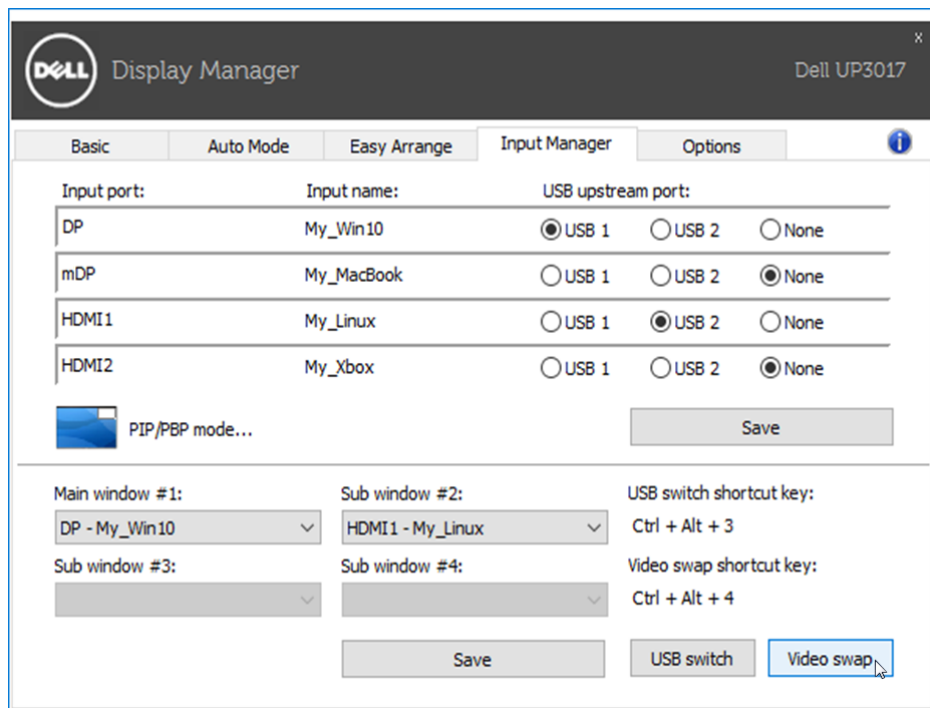 x
DELL Display Manager Dell UP3017
Basic Auto Mode Easy Arrange Input Manager Options i
Input port: Input name: USB upstream port:
DP My_Win10 USB 1 USB 2 None
mDP My_MacBook USB 1 USB 2 None
HDMI1 My_Linux USB 1 USB 2 None
HDMI2 My_Xbox USB 1 USB 2 None
PIP/PBP mode... Save
Main window #1: Sub window #2: USB switch shortcut key:
DP - My_Win10 HDMI1 - My_Linux Ctrl + Alt + 3
Sub window #3: Sub window #4: Video swap shortcut key:
Ctrl + Alt + 4
Save USB switch Video swap